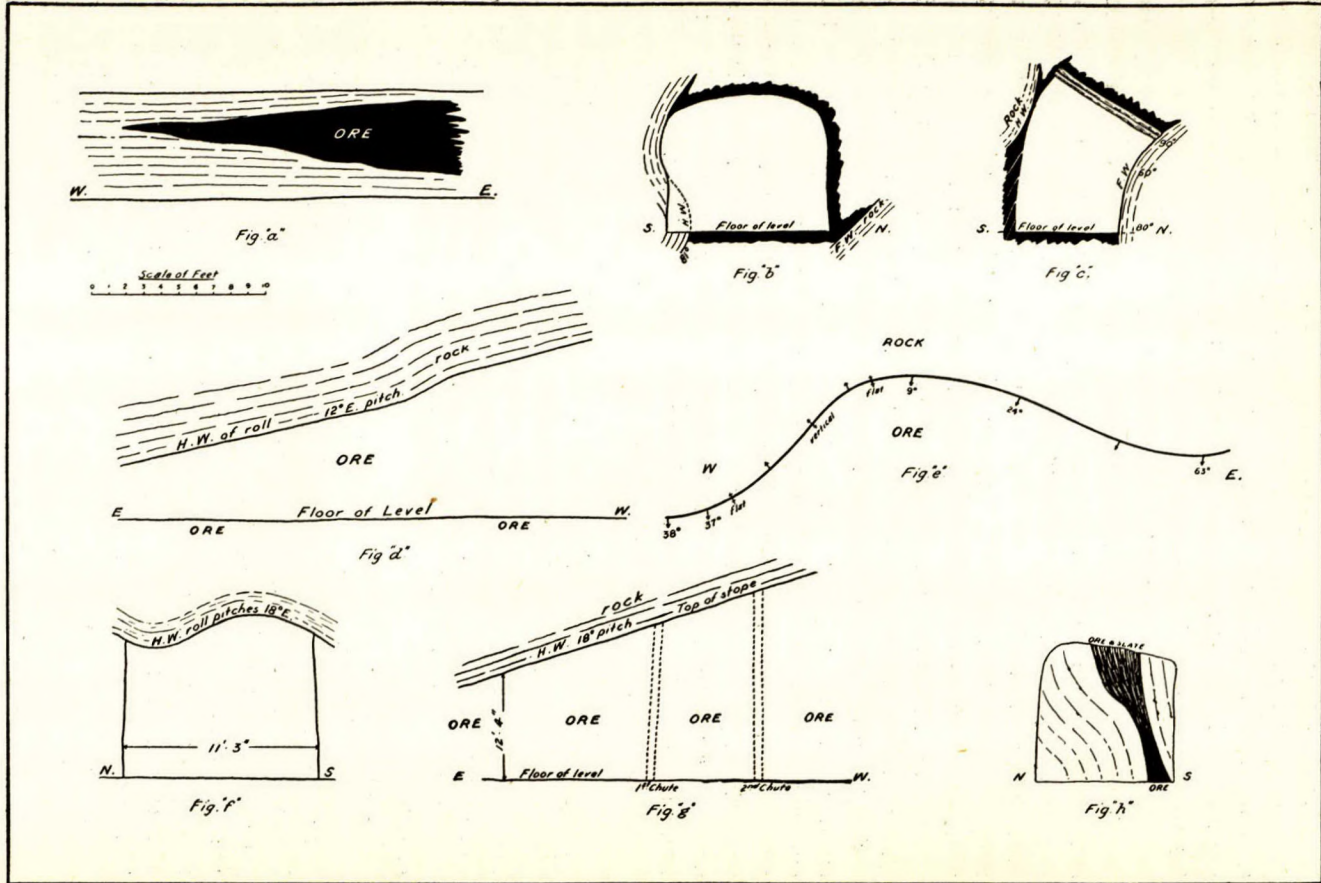 ORE
W.
E.
Fig."a"
Scale of Feet
0 1 2 3 4 5 6 7 8 9 10
H.W.
S.
Floor of level
F.W. rock
N.
Fig."b"
ROCK
H.W.
F.W.
90°
60°
S.
Floor of level
80°
N.
Fig."c".
rock
12° E. pitch.
H.W. of roll
ORE
E
Floor of Level
W.
ORE
ORE
Fig."d"
ROCK
flat
9°
24°
vertical
ORE
W
Fig."e"
63°
E.
flat
38°
37°
H.W. roll pitches 18° E.
11'. 3"
N.
S
Fig."f"
rock
H.W. 18° pitch
Top of stope
ORE
12'. 4"
ORE
ORE
ORE
E
Floor of level
W.
1st Chute
2nd Chute
Fig."g"
ORE & SLATE
N
S
ORE
Fig."h"